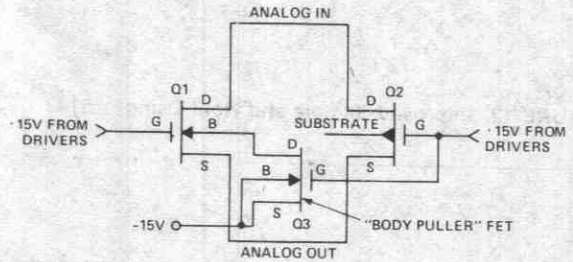 ANALOG IN
Q1
Q2
D
D
SUBSTRATE
·15V FROM
DRIVERS
G
B
D
G
·15V FROM
DRIVERS
S
B
G
S
S
-15V
Q3
"BODY PULLER" FET
ANALOG OUT